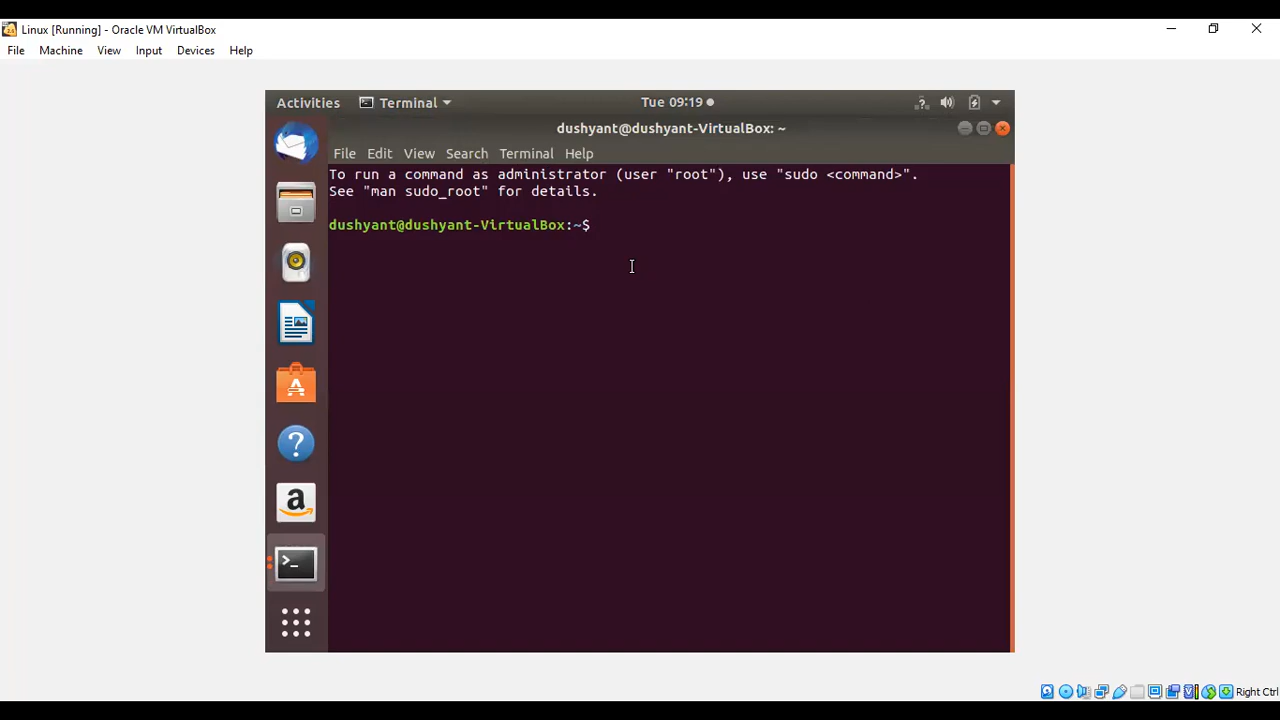 Linux [Running] - Oracle VM VirtualBox
File Machine View Input Devices Help
Activities Terminal Tue 09:19
dushyant@dushyant-VirtualBox: ~
File Edit View Search Terminal Help
To run a command as administrator (user "root"), use "sudo <command>".
See "man sudo_root" for details.
dushyant@dushyant-VirtualBox:~$
Right Ctrl